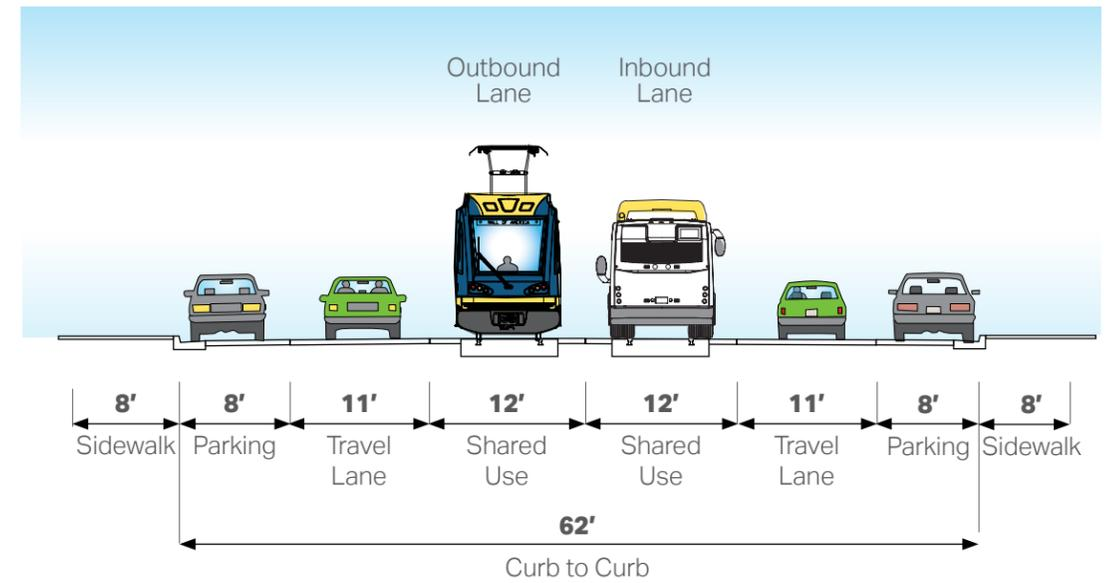 Outbound Inbound
Lane Lane
8′ 8′ 11′ 12′ 12′ 11′ 8′ 8′
Sidewalk Parking Travel Shared Shared Travel Parking Sidewalk
Lane Use Use Lane
62′
Curb to Curb